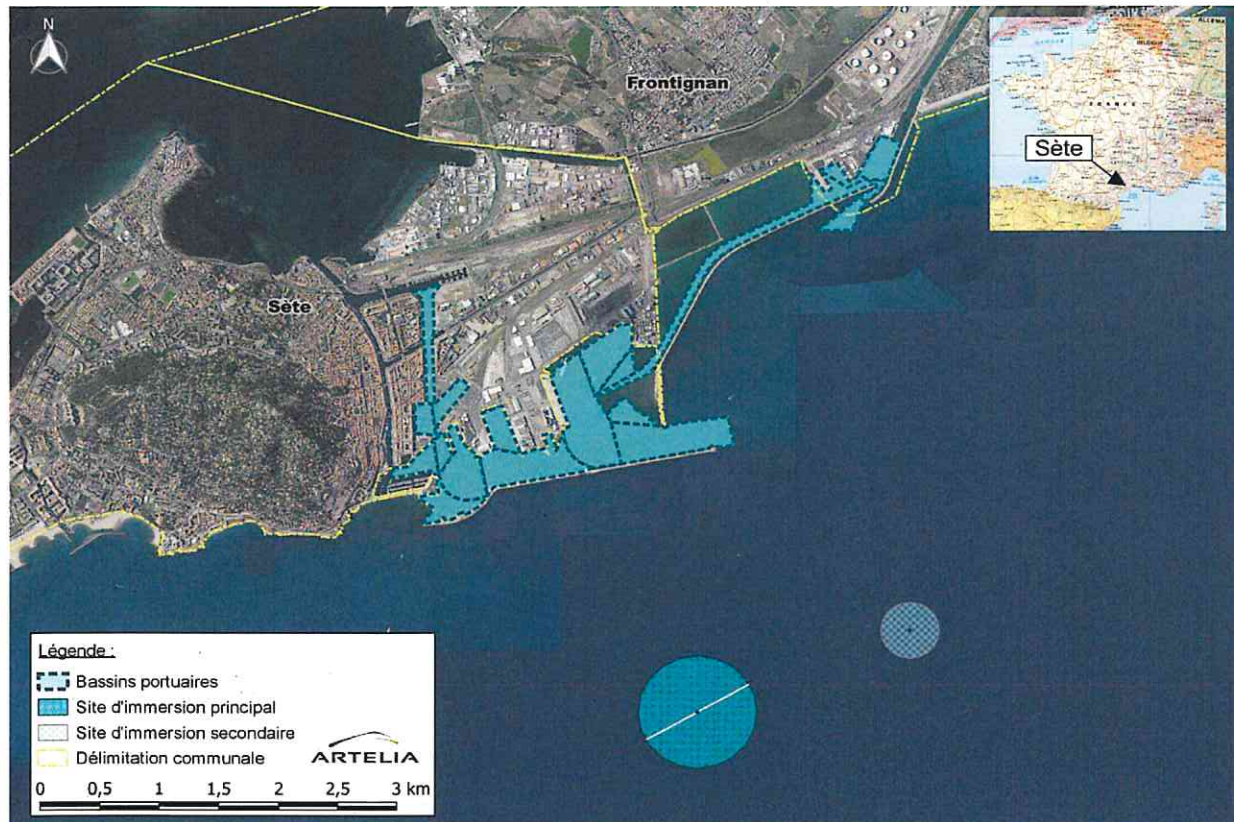 N
Frontignan
Sète
FRANCE
Sète
Légende :
Bassins portuaires
Site d'immersion principal
Site d'immersion secondaire
Délimitation communale
ARTELIA
0 0,5 1 1,5 2 2,5 3 km